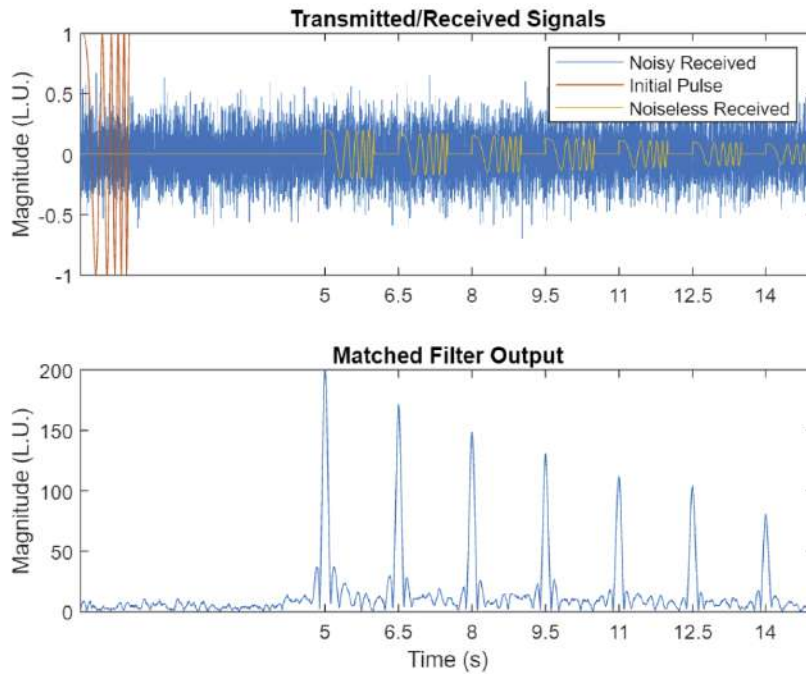 Transmitted/Received Signals
1
0.5
0
-0.5
-1
Magnitude (L.U.)
Noisy Received
Initial Pulse
Noiseless Received
5 6.5 8 9.5 11 12.5 14
Matched Filter Output
200
150
100
50
0
Magnitude (L.U.)
5 6.5 8 9.5 11 12.5 14
Time (s)